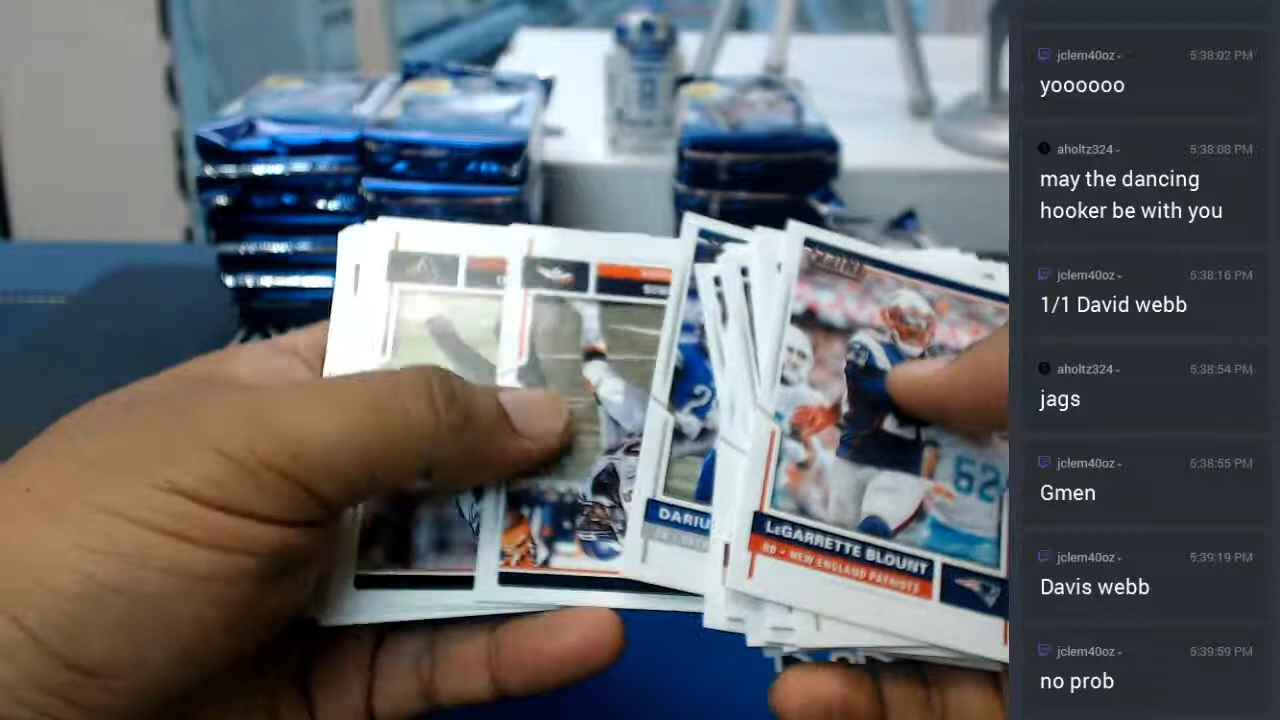 SCORE
DARIU
LEGARRETTE BLOUNT
RB • NEW ENGLAND PATRIOTS
52
jclem40oz 5:38:02 PM
yoooooo
aholtz324 5:38:08 PM
may the dancing
hooker be with you
jclem40oz 5:38:16 PM
1/1 David webb
aholtz324 5:38:54 PM
jags
jclem40oz 5:38:55 PM
Gmen
jclem40oz 5:39:19 PM
Davis webb
jclem40oz 5:39:59 PM
no prob